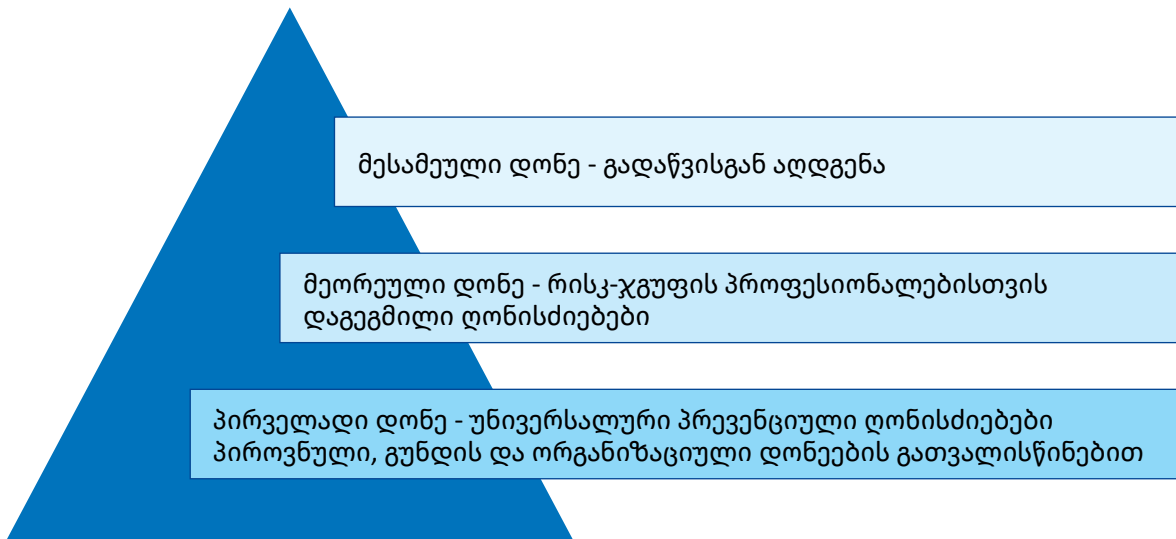 მესამეული დონე - გადაწვისგან აღდგენა
მეორეული დონე - რისკ-ჯგუფის პროფესიონალებისთვის
დაგეგმილი ღონისძიებები
პირველადი დონე - უნივერსალური პრევენციული ღონისძიებები
პიროვნული, გუნდის და ორგანიზაციული დონეების გათვალისწინებით